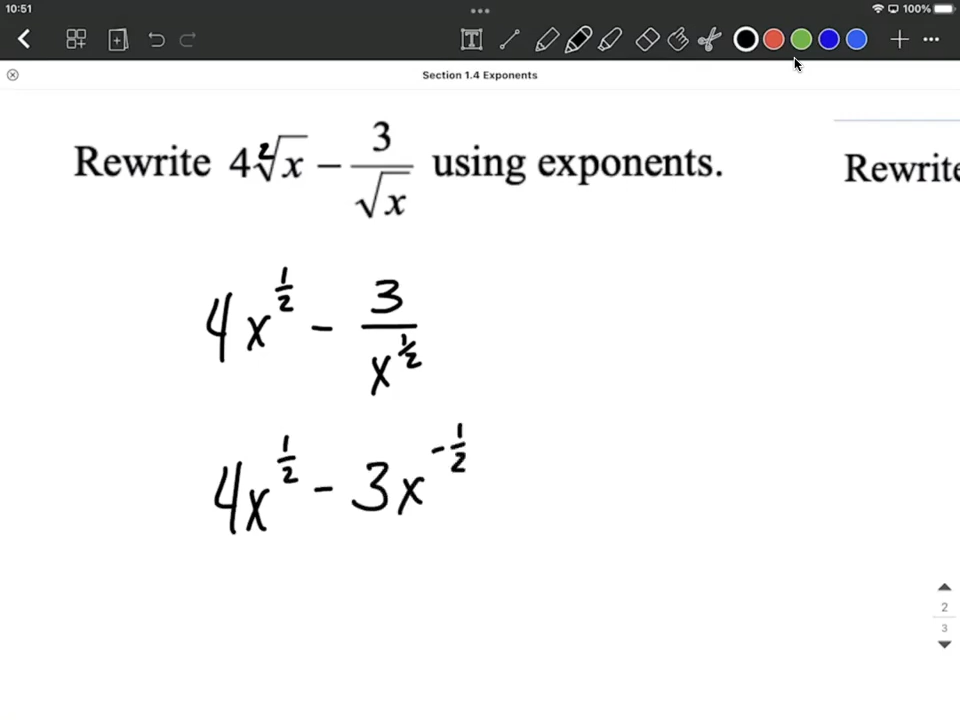 10:51
100%
Section 1.4 Exponents
Rewrite 4∜x − 3/√x using exponents.
Rewrite
4x^(1/2) − 3/x^(1/2)
4x^(1/2) − 3x^(−1/2)
2
3